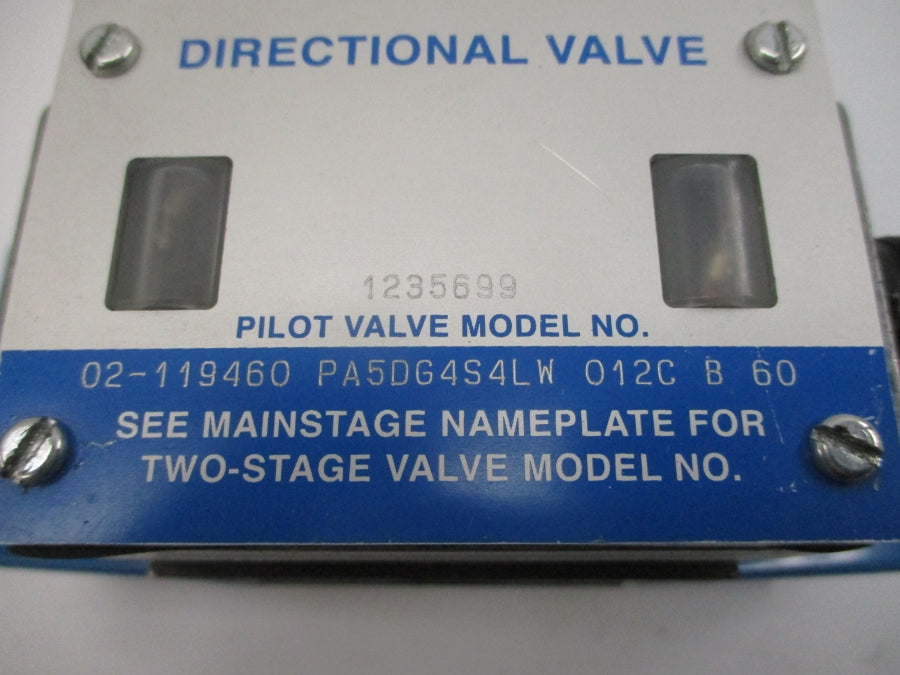 DIRECTIONAL VALVE
1235699
PILOT VALVE MODEL NO.
02-119460 PA5DG4S4LW 012C B 60
SEE MAINSTAGE NAMEPLATE FOR
TWO-STAGE VALVE MODEL NO.